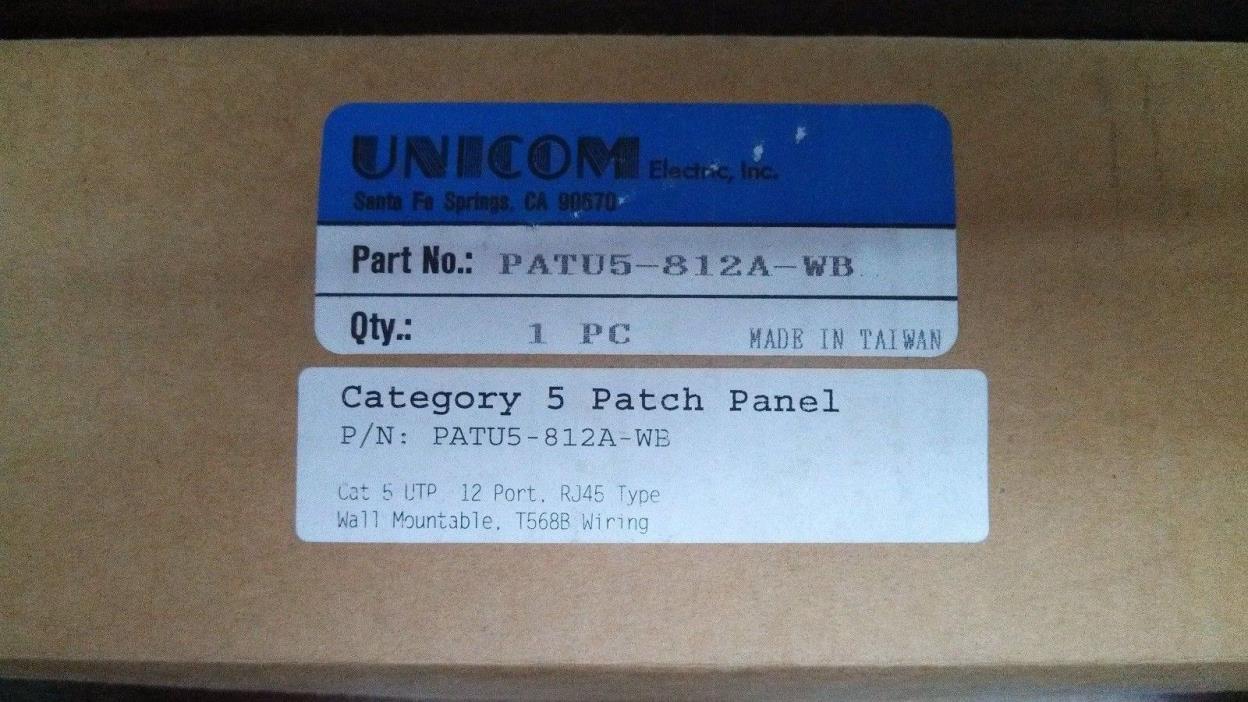 UNICOM Electric, Inc.
Santa Fe Springs, CA 90670
Part No.: PATU5-812A-WB
Qty.: 1 PC MADE IN TAIWAN
Category 5 Patch Panel
P/N: PATU5-812A-WB
Cat 5 UTP 12 Port, RJ45 Type
Wall Mountable, T568B Wiring